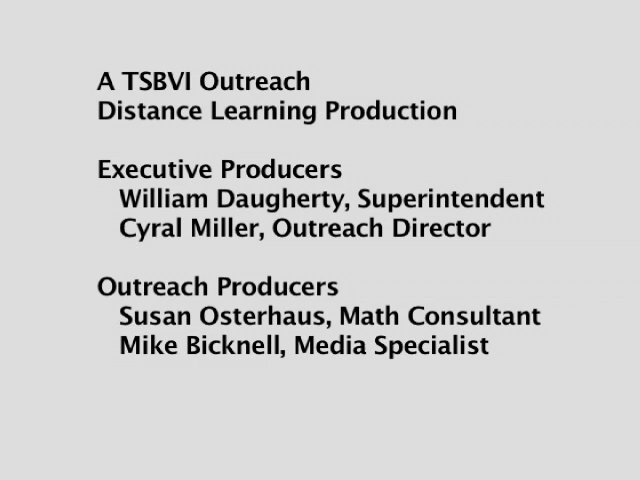 A TSBVI Outreach
Distance Learning Production
Executive Producers
William Daugherty, Superintendent
Cyral Miller, Outreach Director
Outreach Producers
Susan Osterhaus, Math Consultant
Mike Bicknell, Media Specialist